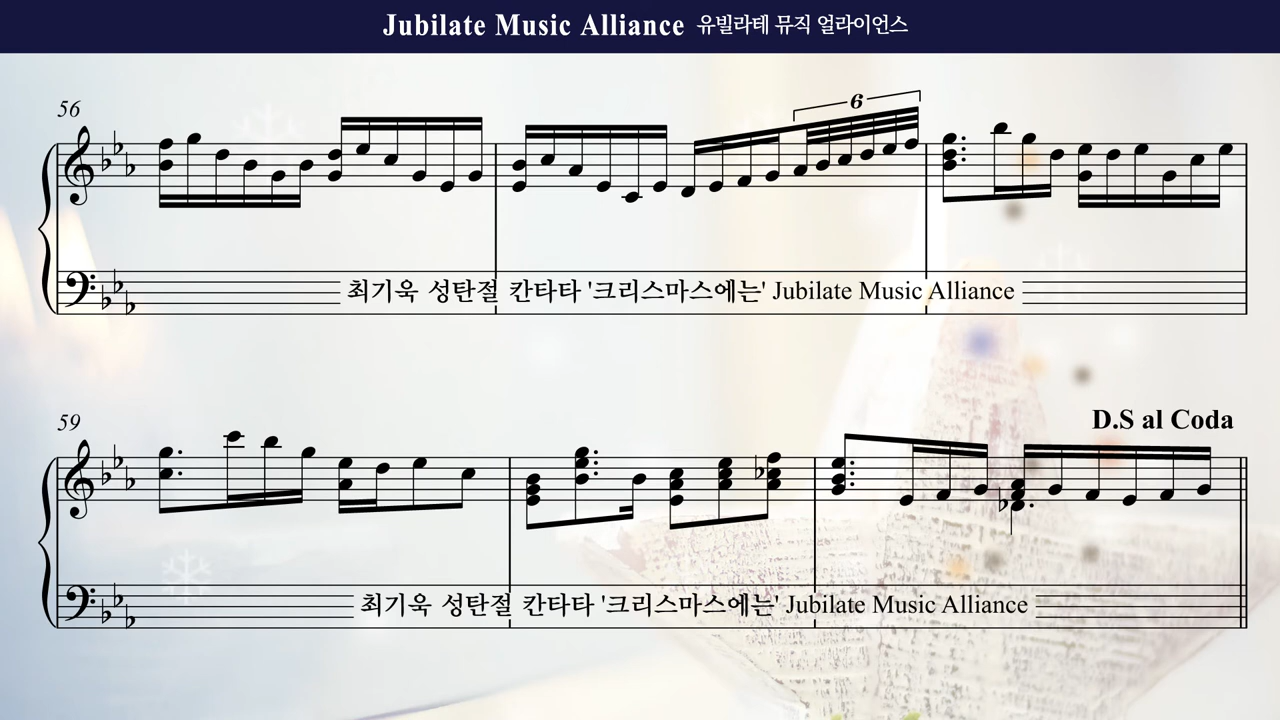 Jubilate Music Alliance 유빌라테 뮤직 얼라이언스
56
6
최기욱 성탄절 칸타타 '크리스마스에는' Jubilate Music Alliance
59
D.S al Coda
최기욱 성탄절 칸타타 '크리스마스에는' Jubilate Music Alliance